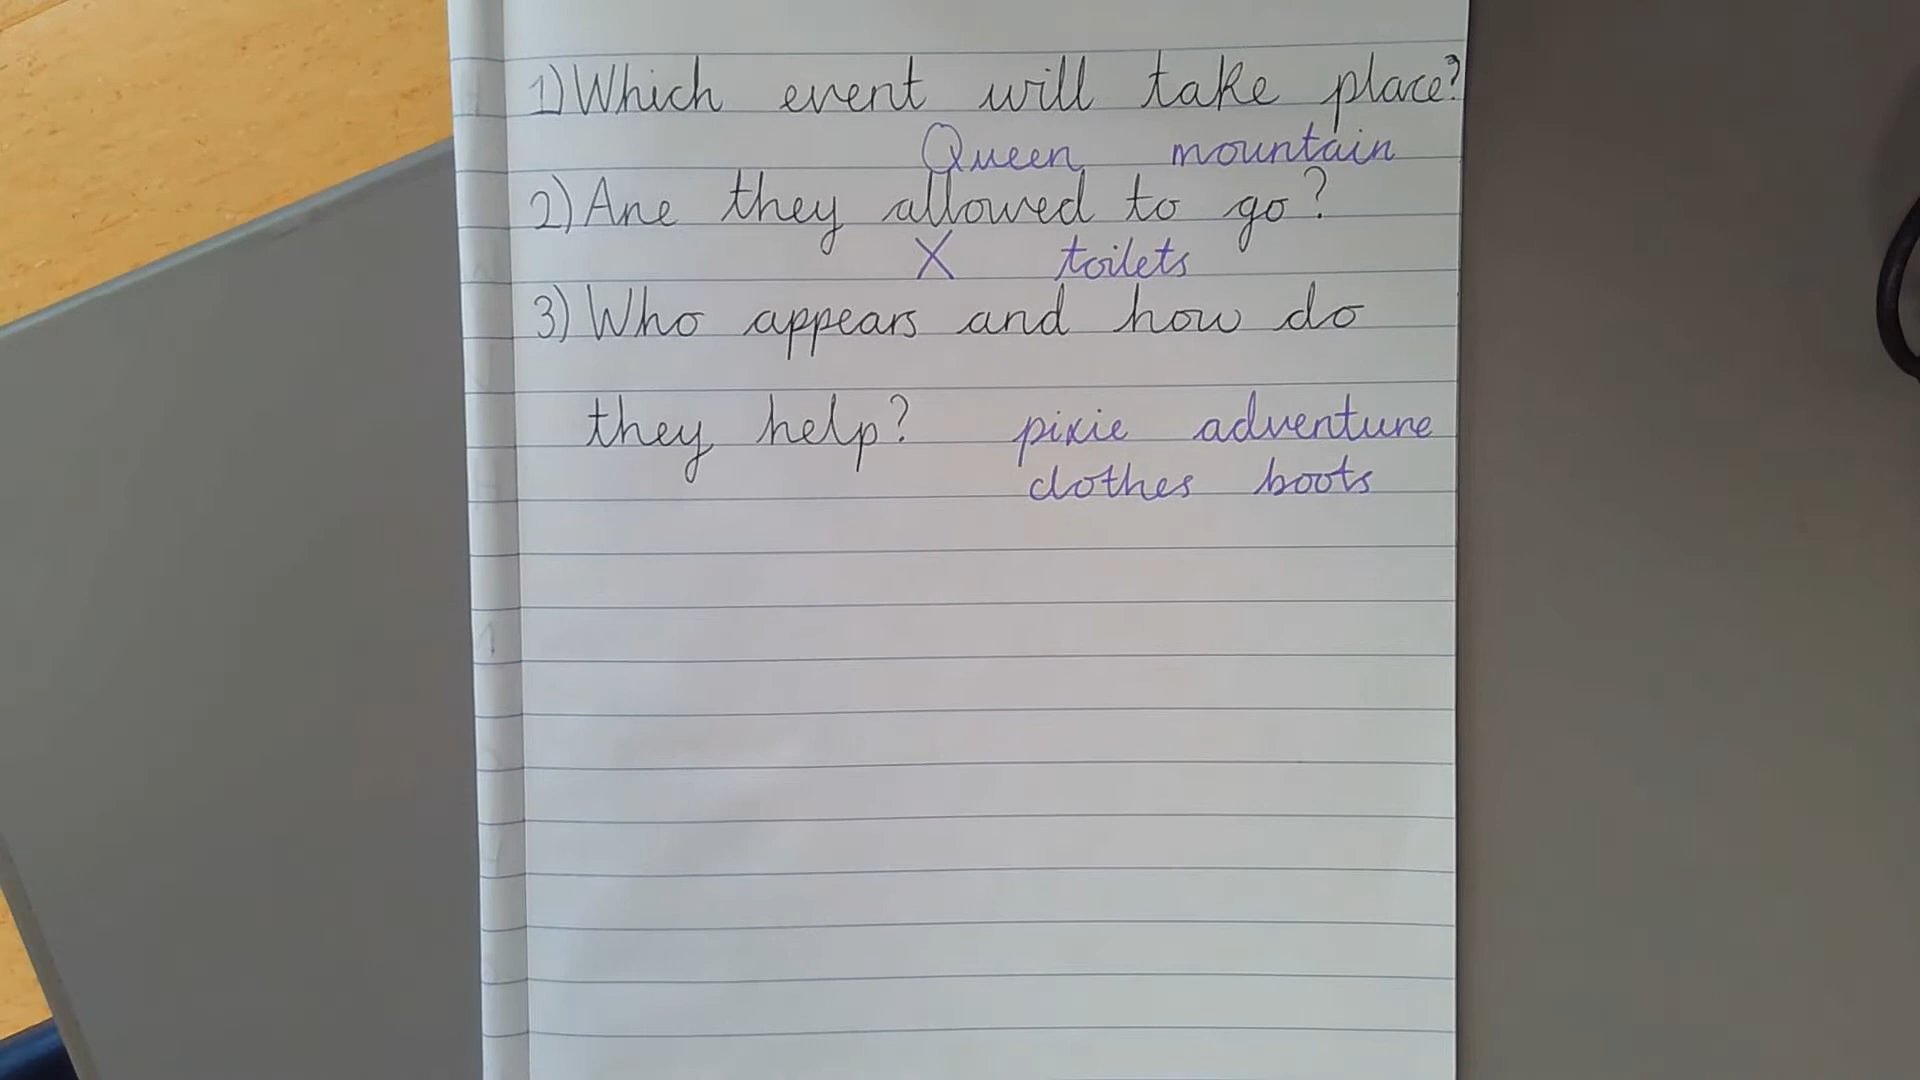 1) Which event will take place?
Queen mountain
2) Are they allowed to go?
X toilets
3) Who appears and how do
they help? pixie adventure
clothes boots